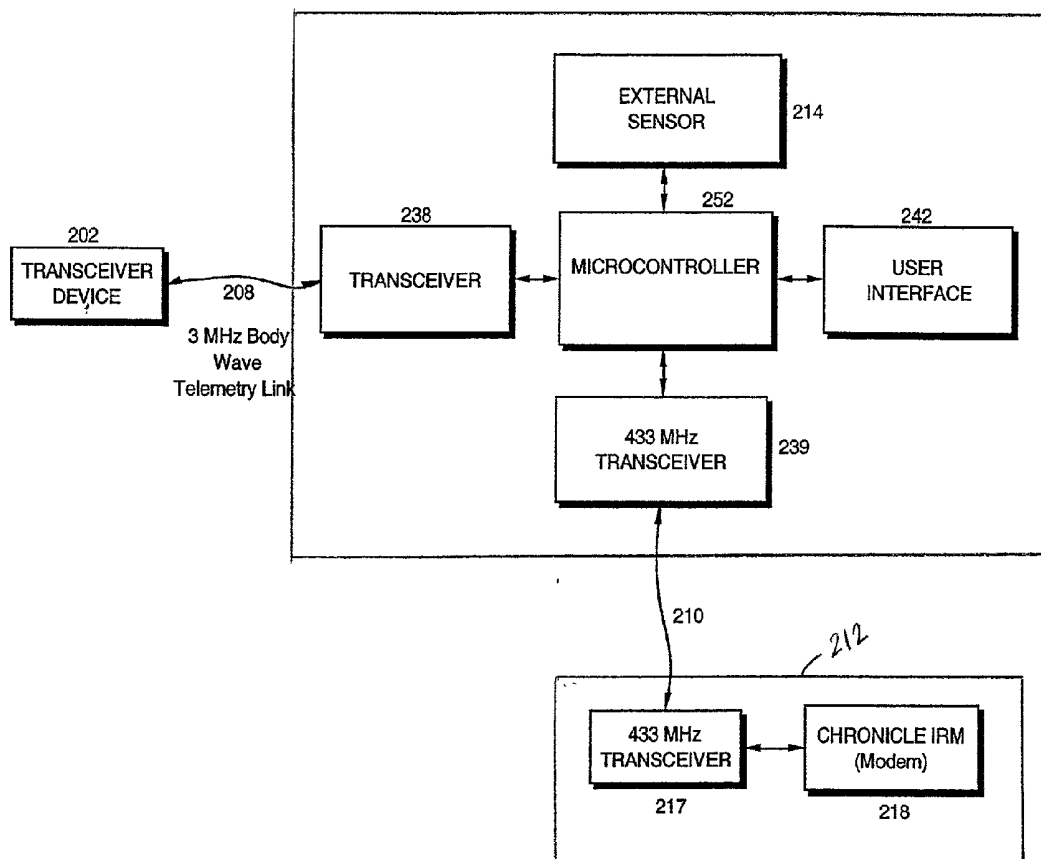 EXTERNAL
SENSOR
214
252
MICROCONTROLLER
238
TRANSCEIVER
242
USER
INTERFACE
202
TRANSCEIVER
DEVICE
208
3 MHz Body
Wave
Telemetry Link
433 MHz
TRANSCEIVER
239
210
212
433 MHz
TRANSCEIVER
217
CHRONICLE IRM
(Modem)
218